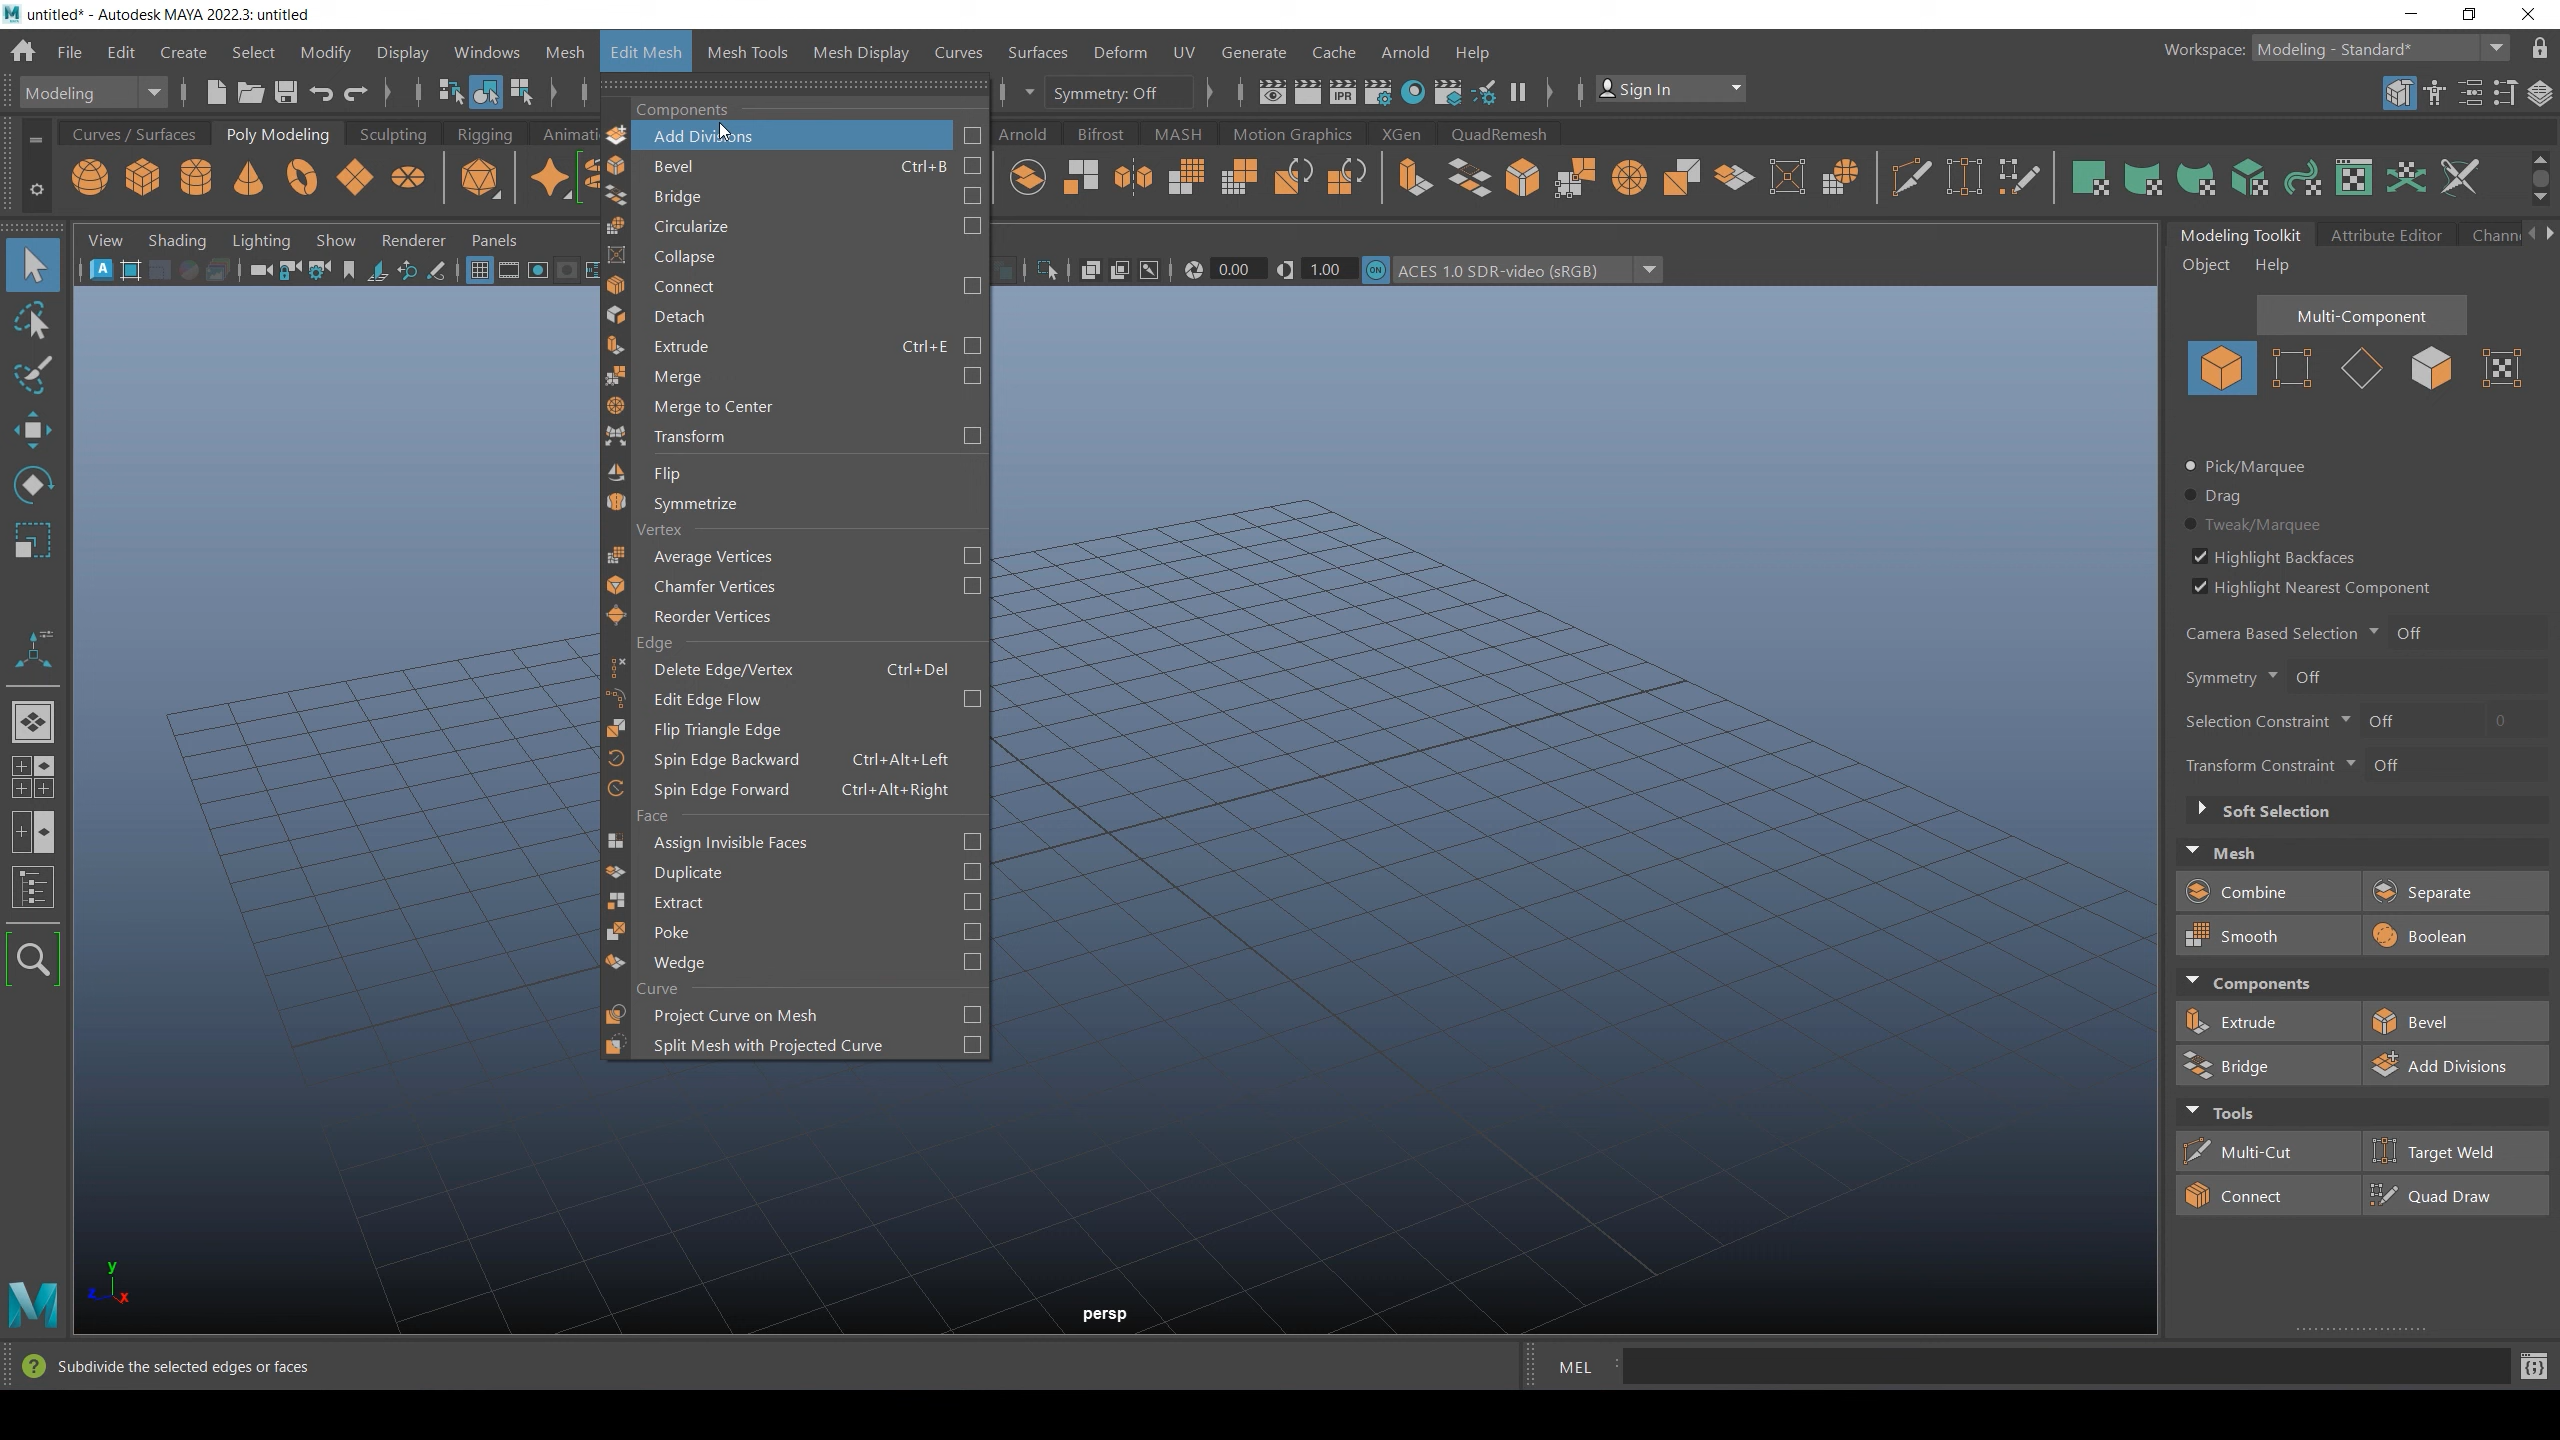 untitled* - Autodesk MAYA 2022.3: untitled
File Edit Create Select Modify Display Windows Mesh Edit Mesh Mesh Tools Mesh Display Curves Surfaces Deform UV Generate Cache Arnold Help
Workspace: Modeling - Standard*
Modeling
Symmetry: Off
IPR
Sign In
Curves / Surfaces Poly Modeling Sculpting Rigging Animati
Arnold Bifrost MASH Motion Graphics XGen QuadRemesh
Components
Add Divisions
Bevel Ctrl+B
Bridge
Circularize
Collapse
Connect
Detach
Extrude Ctrl+E
Merge
Merge to Center
Transform
Flip
Symmetrize
Vertex
Average Vertices
Chamfer Vertices
Reorder Vertices
Edge
Delete Edge/Vertex Ctrl+Del
Edit Edge Flow
Flip Triangle Edge
Spin Edge Backward Ctrl+Alt+Left
Spin Edge Forward Ctrl+Alt+Right
Face
Assign Invisible Faces
Duplicate
Extract
Poke
Wedge
Curve
Project Curve on Mesh
Split Mesh with Projected Curve
View Shading Lighting Show Renderer Panels
A
0.00 1.00 ON ACES 1.0 SDR-video (sRGB)
y
z x
persp
Modeling Toolkit Attribute Editor Chann
Object Help
Multi-Component
Pick/Marquee
Drag
Tweak/Marquee
Highlight Backfaces
Highlight Nearest Component
Camera Based Selection Off
Symmetry Off
Selection Constraint Off 0
Transform Constraint Off
Soft Selection
Mesh
Combine Separate
Smooth Boolean
Components
Extrude Bevel
Bridge Add Divisions
Tools
Multi-Cut Target Weld
Connect Quad Draw
M
? Subdivide the selected edges or faces
MEL :